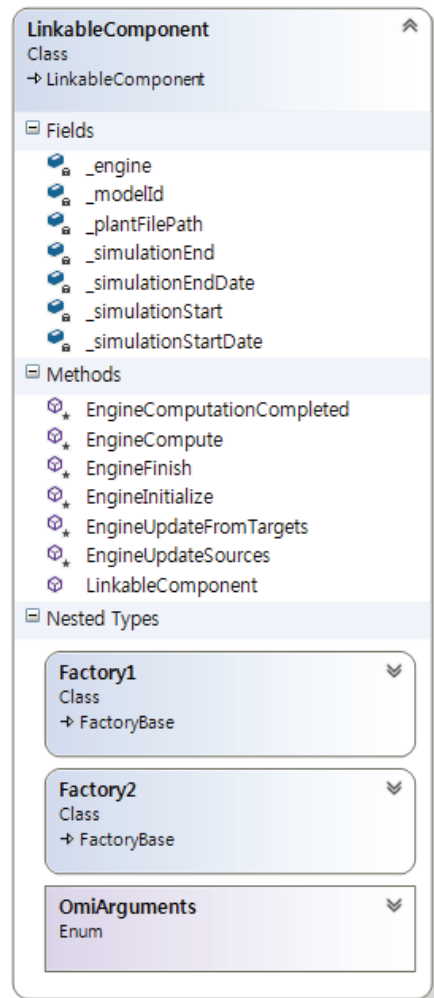 LinkableComponent
Class
LinkableComponent
Fields
_engine
_modelId
_plantFilePath
_simulationEnd
_simulationEndDate
_simulationStart
_simulationStartDate
Methods
EngineComputationCompleted
EngineCompute
EngineFinish
EngineInitialize
EngineUpdateFromTargets
EngineUpdateSources
LinkableComponent
Nested Types
Factory1
Class
FactoryBase
Factory2
Class
FactoryBase
OmiArguments
Enum